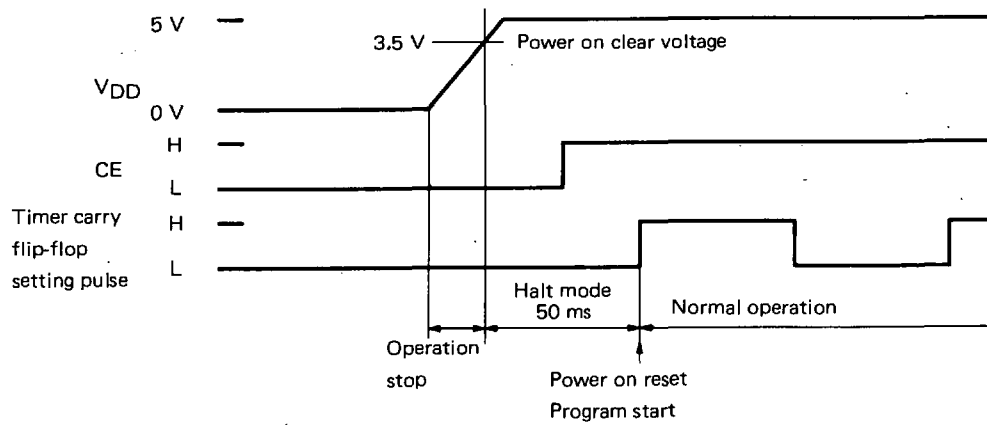 5 V
3.5 V
Power on clear voltage
VDD
0 V
H
CE
L
Timer carry
flip-flop
setting pulse
H
L
Halt mode
50 ms
Normal operation
Operation
stop
Power on reset
Program start